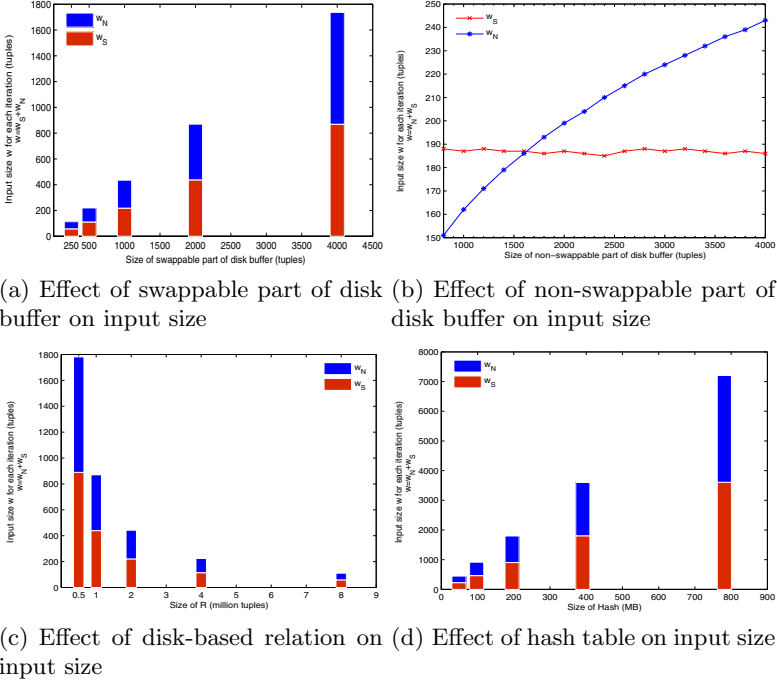 1800
1600
1400
1200
1000
800
600
400
200
0
Input size w for each iteration (tuples)
w=w_S+w_N
w_N
w_S
250 500 1000 1500 2000 2500 3000 3500 4000 4500
Size of swappable part of disk buffer (tuples)
(a) Effect of swappable part of disk
buffer on input size
250
240
230
220
210
200
190
180
170
160
150
Input size w for each iteration (tuples)
w=w_N+w_S
w_S
w_N
1000 1500 2000 2500 3000 3500 4000
Size of non-swappable part of disk buffer (tuples)
(b) Effect of non-swappable part of
disk buffer on input size
1800
1600
1400
1200
1000
800
600
400
200
0
Input size w for each iteration (tuples)
w=w_N+w_S
w_N
w_S
0.5 1 2 3 4 5 6 7 8 9
Size of R (million tuples)
(c) Effect of disk-based relation on
input size
8000
7000
6000
5000
4000
3000
2000
1000
0
Input size w for each iteration (tuples)
w=w_N+w_S
w_N
w_S
0 100 200 300 400 500 600 700 800 900
Size of Hash (MB)
(d) Effect of hash table on input size